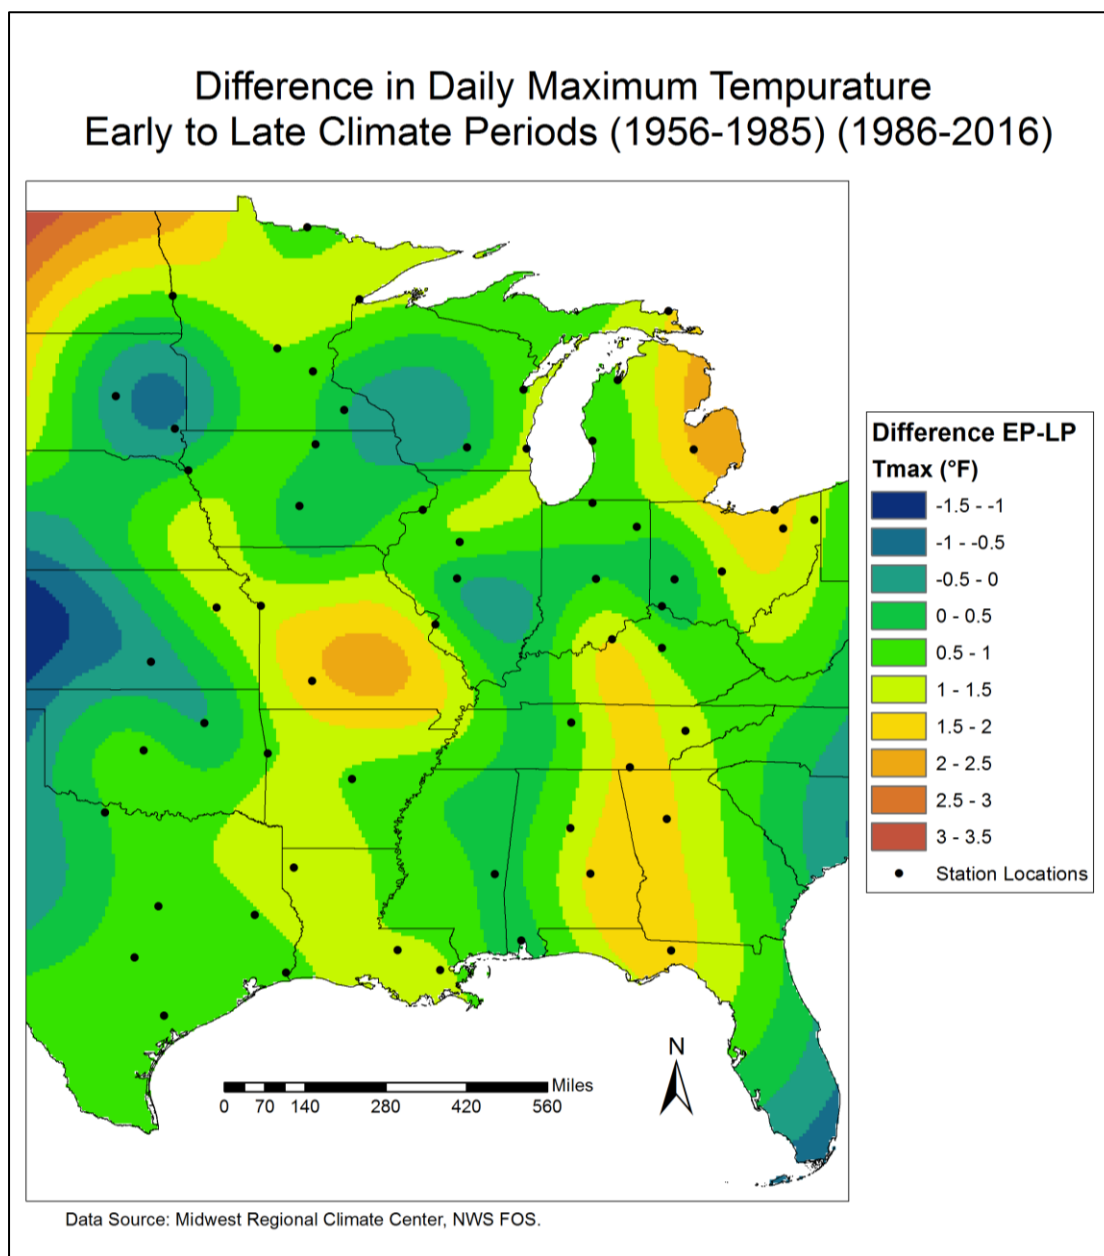 Difference in Daily Maximum Tempurature
Early to Late Climate Periods (1956-1985) (1986-2016)
Difference EP-LP
Tmax (°F)
-1.5 - -1
-1 - -0.5
-0.5 - 0
0 - 0.5
0.5 - 1
1 - 1.5
1.5 - 2
2 - 2.5
2.5 - 3
3 - 3.5
Station Locations
N
Miles
0 70 140 280 420 560
Data Source: Midwest Regional Climate Center, NWS FOS.